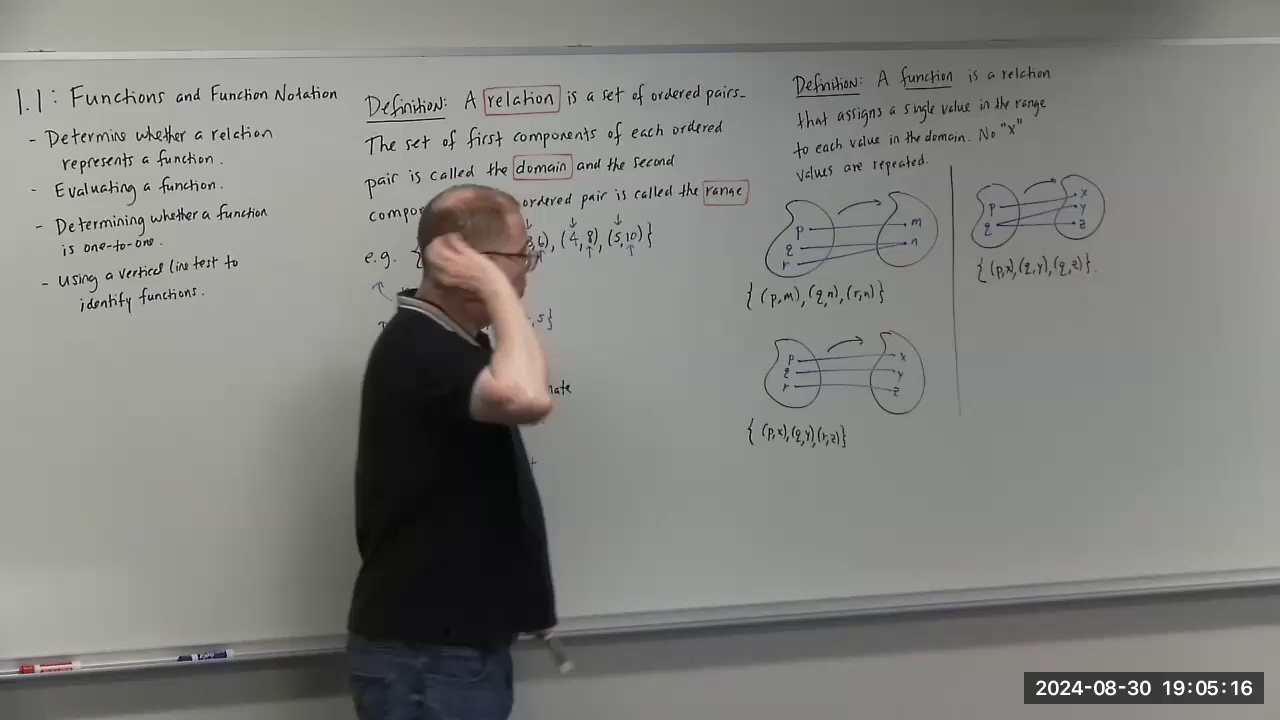 1.1: Functions and Function Notation
- Determine whether a relation
represents a function.
- Evaluating a function.
- Determining whether a function
is one-to-one.
- Using a vertical line test to
identify functions.
Definition: A relation is a set of ordered pairs.
The set of first components of each ordered
pair is called the domain and the second
ordered pair is called the range
e.g. {
,6), (4,8), (5,10)}
,5}
Definition: A function is a relation
that assigns a single value in the range
to each value in the domain. No "x"
values are repeated.
p
q
r
m
n
{(p,m),(q,n),(r,n)}
p
q
r
x
y
z
{(p,x),(q,y)(r,z)}
p
q
x
y
z
{(p,x),(q,y),(q,z)}.
2024-08-30 19:05:16